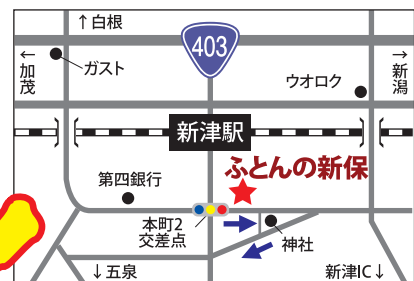 ↑白根
403
←加茂
ガスト
ウオロク
→新潟
新津駅
ふとんの新保
第四銀行
本町2
交差点
神社
↓五泉
新津IC↓